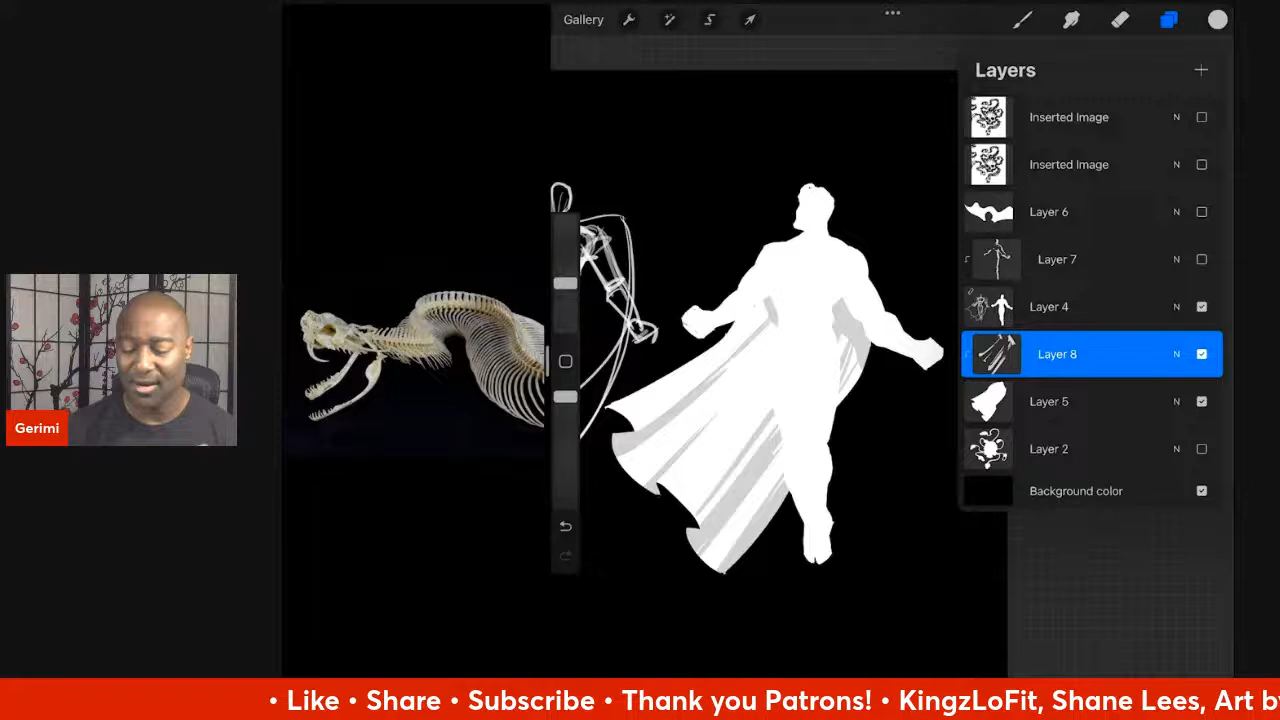 Gallery
Layers
Inserted Image N
Inserted Image N
Layer 6 N
Layer 7 N
Layer 4 N
Layer 8 N
Layer 5 N
Layer 2 N
Background color
Gerimi
• Like • Share • Subscribe • Thank you Patrons! • KingzLoFit, Shane Lees, Art b